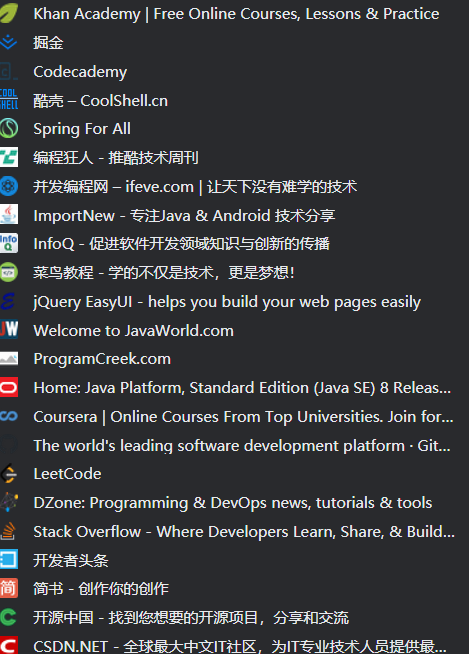 Khan Academy | Free Online Courses, Lessons & Practice
掘金
Codecademy
COOL SHELL 酷壳 – CoolShell.cn
Spring For All
编程狂人 - 推酷技术周刊
并发编程网 – ifeve.com | 让天下没有难学的技术
ImportNew - 专注Java & Android 技术分享
Info Q InfoQ - 促进软件开发领域知识与创新的传播
菜鸟教程 - 学的不仅是技术，更是梦想！
jQuery EasyUI - helps you build your web pages easily
JW Welcome to JavaWorld.com
ProgramCreek.com
Home: Java Platform, Standard Edition (Java SE) 8 Releas...
Coursera | Online Courses From Top Universities. Join for...
The world's leading software development platform · Git...
LeetCode
DZone: Programming & DevOps news, tutorials & tools
Stack Overflow - Where Developers Learn, Share, & Build...
开发者头条
简 简书 - 创作你的创作
开源中国 - 找到您想要的开源项目，分享和交流
C CSDN.NET - 全球最大中文IT社区，为IT专业技术人员提供最...